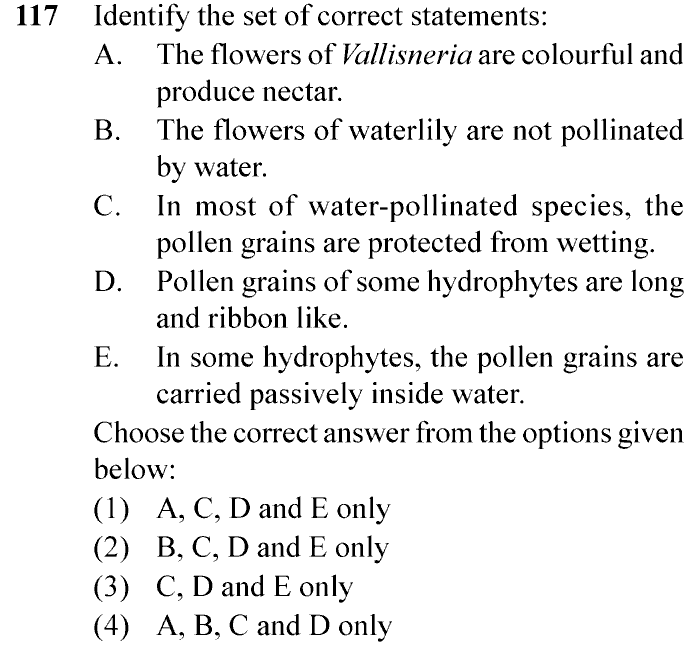 117 Identify the set of correct statements:
A. The flowers of Vallisneria are colourful and
produce nectar.
B. The flowers of waterlily are not pollinated
by water.
C. In most of water-pollinated species, the
pollen grains are protected from wetting.
D. Pollen grains of some hydrophytes are long
and ribbon like.
E. In some hydrophytes, the pollen grains are
carried passively inside water.
Choose the correct answer from the options given
below:
(1) A, C, D and E only
(2) B, C, D and E only
(3) C, D and E only
(4) A, B, C and D only